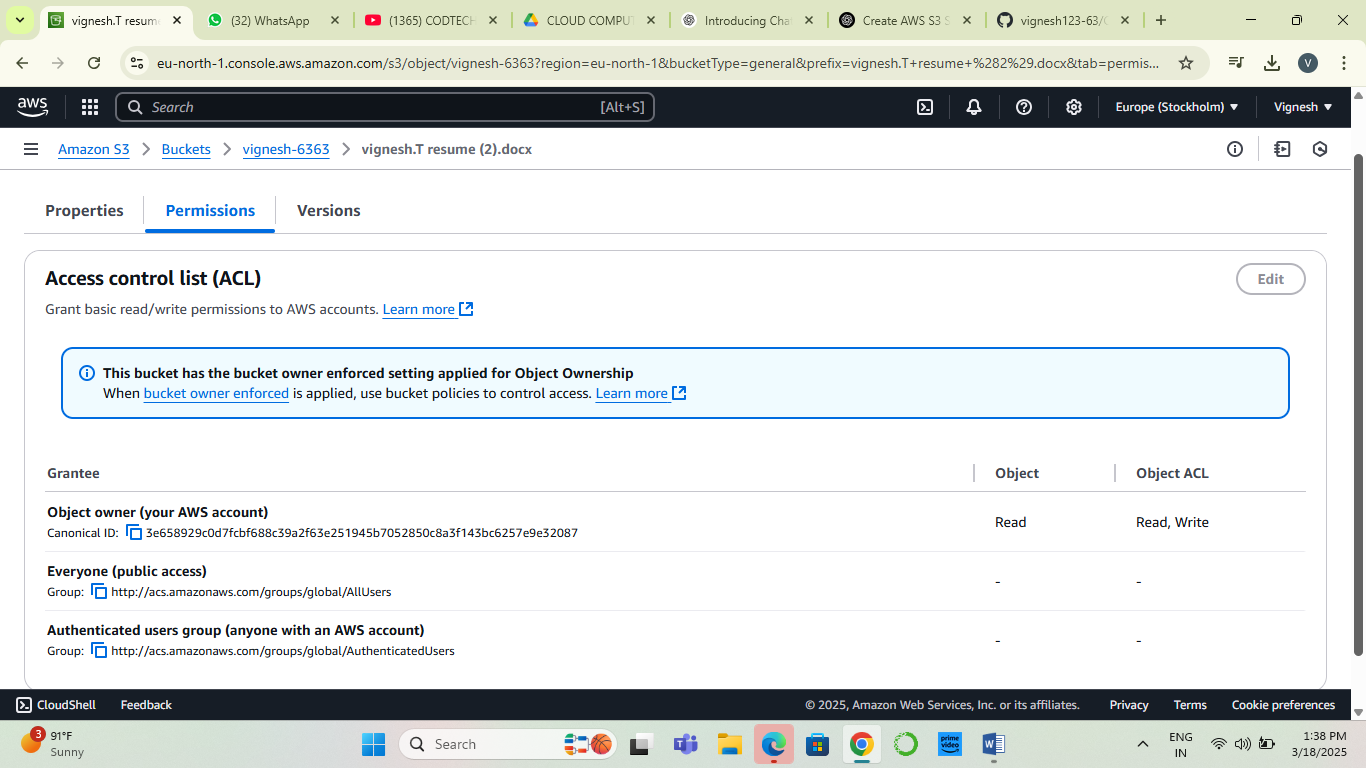 vignesh.T resume
(32) WhatsApp
(1365) CODTECH
CLOUD COMPUT
Introducing Cha
Create AWS S3 S
vignesh123-63/C
eu-north-1.console.aws.amazon.com/s3/object/vignesh-6363?region=eu-north-1&bucketType=general&prefix=vignesh.T+resume+%282%29.docx&tab=permis...
V
aws
Search
[Alt+S]
Europe (Stockholm)
Vignesh
Amazon S3
Buckets
vignesh-6363
vignesh.T resume (2).docx
Properties
Permissions
Versions
Access control list (ACL)
Edit
Grant basic read/write permissions to AWS accounts. Learn more
This bucket has the bucket owner enforced setting applied for Object Ownership
When bucket owner enforced is applied, use bucket policies to control access. Learn more
Grantee
Object
Object ACL
Object owner (your AWS account)
Canonical ID: 3e658929c0d7fcbf688c39a2f63e251945b7052850c8a3f143bc6257e9e32087
Read
Read, Write
Everyone (public access)
Group: http://acs.amazonaws.com/groups/global/AllUsers
-
-
Authenticated users group (anyone with an AWS account)
Group: http://acs.amazonaws.com/groups/global/AuthenticatedUsers
-
-
CloudShell
Feedback
© 2025, Amazon Web Services, Inc. or its affiliates.
Privacy
Terms
Cookie preferences
3
91°F
Sunny
Search
prime video
ENG
IN
1:38 PM
3/18/2025